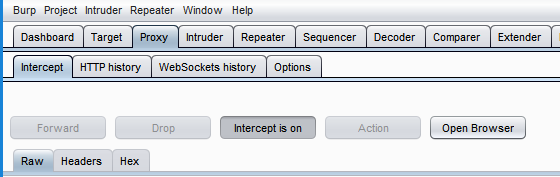 Burp Project Intruder Repeater Window Help
Dashboard Target Proxy Intruder Repeater Sequencer Decoder Comparer Extender
Intercept HTTP history WebSockets history Options
Forward Drop Intercept is on Action Open Browser
Raw Headers Hex